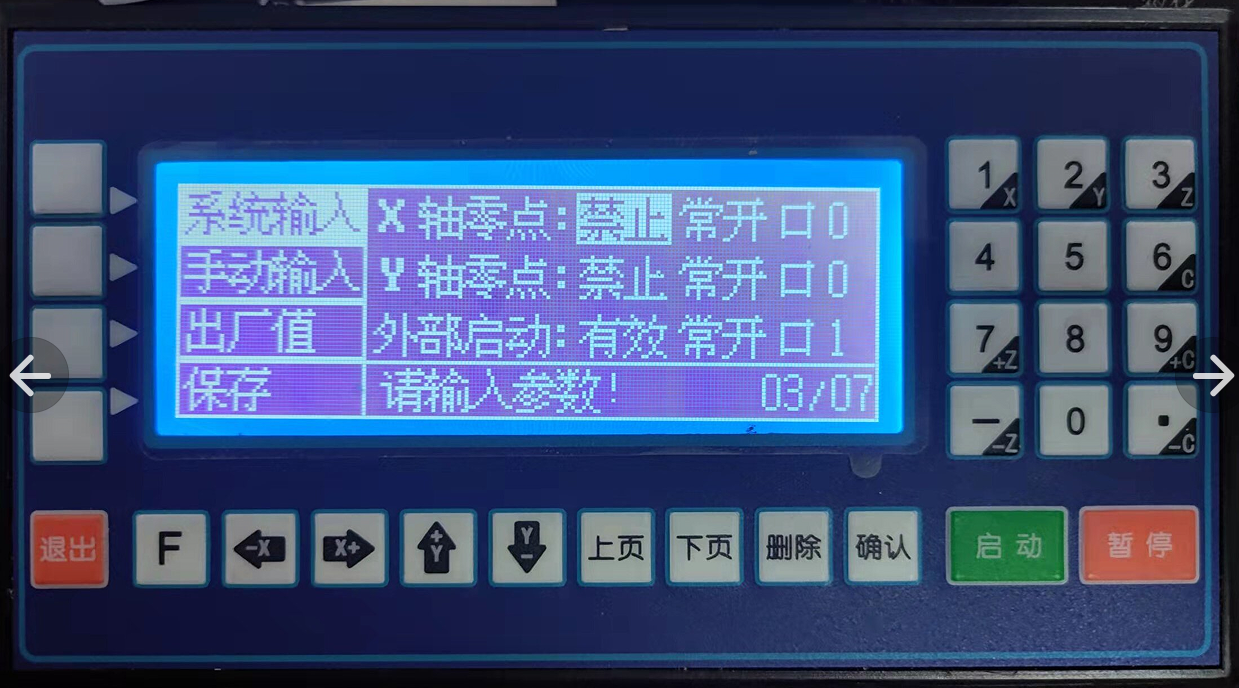 系统输入 X 轴零点: 禁止 常开 口 0
手动输入 Y 轴零点: 禁止 常开 口 0
出厂值 外部启动: 有效 常开 口 1
保存 请输入参数! 03/07
1 X 2 Y 3 Z
4 5 6 C
7 +Z 8 9 +C
— —Z 0 . —C
退出 F —X X+ +Y Y— 上页 下页 删除 确认 启动 暂停